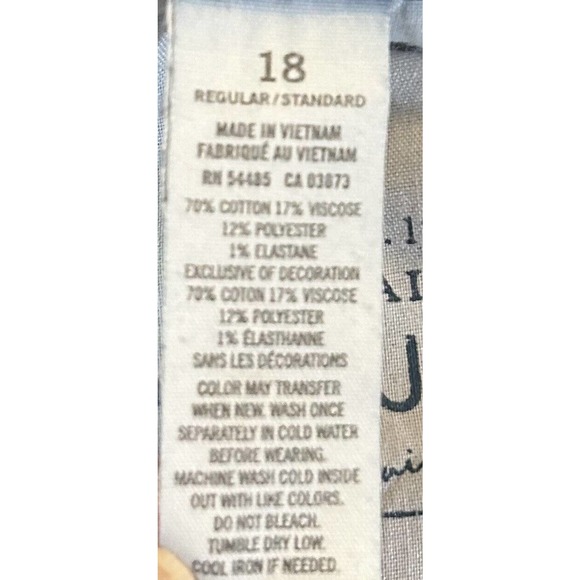 18
REGULAR/STANDARD
MADE IN VIETNAM
FABRIQUÉ AU VIETNAM
RN 54485 CA 03873
70% COTTON 17% VISCOSE
12% POLYESTER
1% ELASTANE
EXCLUSIVE OF DECORATION
70% COTON 17% VISCOSE
12% POLYESTER
1% ÉLASTHANNE
SANS LES DÉCORATIONS
COLOR MAY TRANSFER
WHEN NEW. WASH ONCE
SEPARATELY IN COLD WATER
BEFORE WEARING.
MACHINE WASH COLD INSIDE
OUT WITH LIKE COLORS.
DO NOT BLEACH.
TUMBLE DRY LOW.
COOL IRON IF NEEDED.